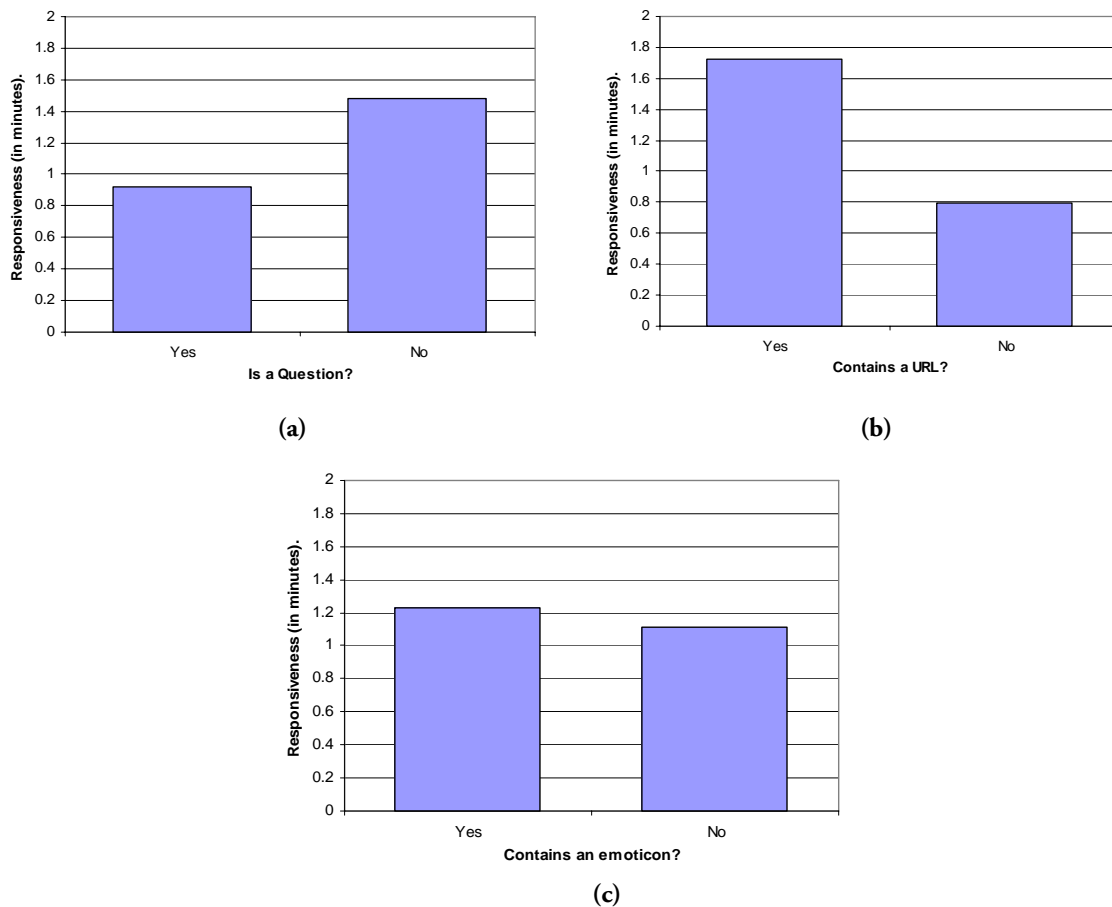 2
1.8
1.6
1.4
1.2
1
0.8
0.6
0.4
0.2
0
Responsiveness (in minutes).
Yes No
Is a Question?
(a)
2
1.8
1.6
1.4
1.2
1
0.8
0.6
0.4
0.2
0
Responsiveness (in minutes).
Yes No
Contains a URL?
(b)
2
1.8
1.6
1.4
1.2
1
0.8
0.6
0.4
0.2
0
Responsiveness (in minutes).
Yes No
Contains an emoticon?
(c)